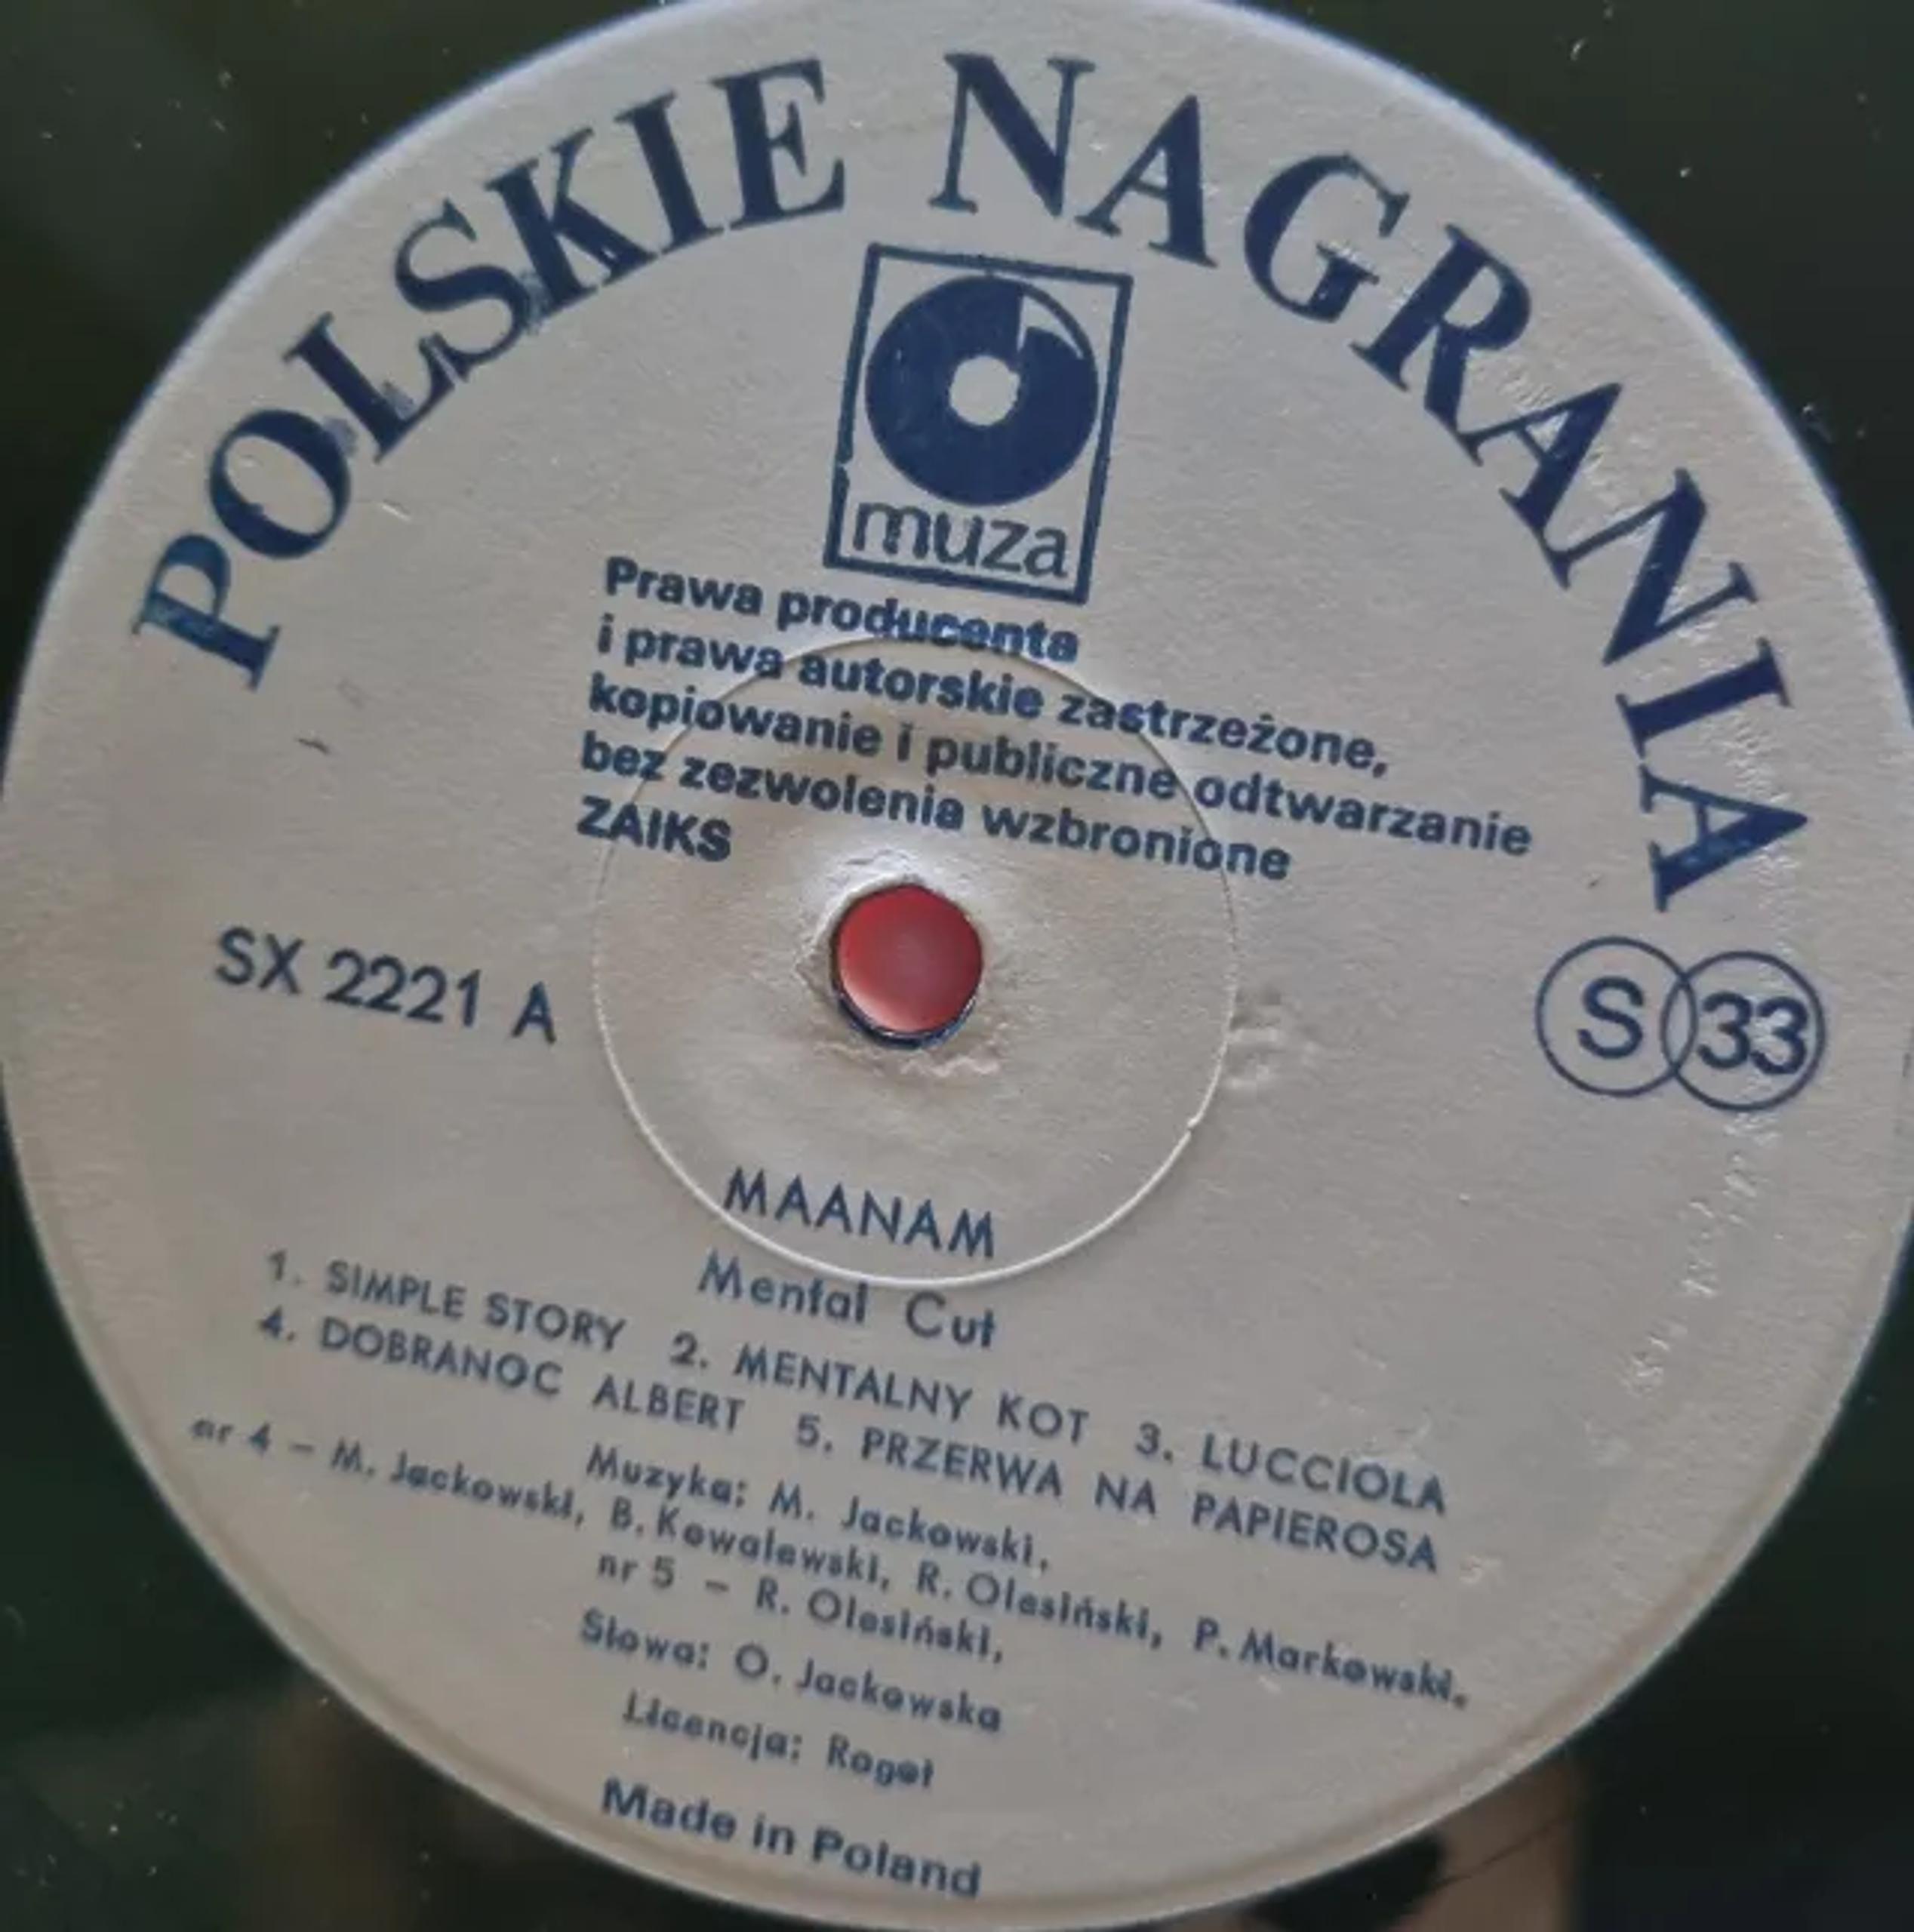 POLSKIE NAGRANIA
muza
Prawa producenta
i prawa autorskie zastrzeżone,
kopiowanie i publiczne odtwarzanie
bez zezwolenia wzbronione
ZAIKS
SX 2221 A
S 33
MAANAM
Mental Cut
1. SIMPLE STORY 2. MENTALNY KOT 3. LUCCIOLA
4. DOBRANOC ALBERT 5. PRZERWA NA PAPIEROSA
Muzyka: M. Jackowski,
nr 4 – M. Jackowski, B. Kowalewski, R. Olesiński, P. Markowski,
nr 5 – R. Olesiński,
Słowa: O. Jackowska
Licencja: Rogot
Made in Poland